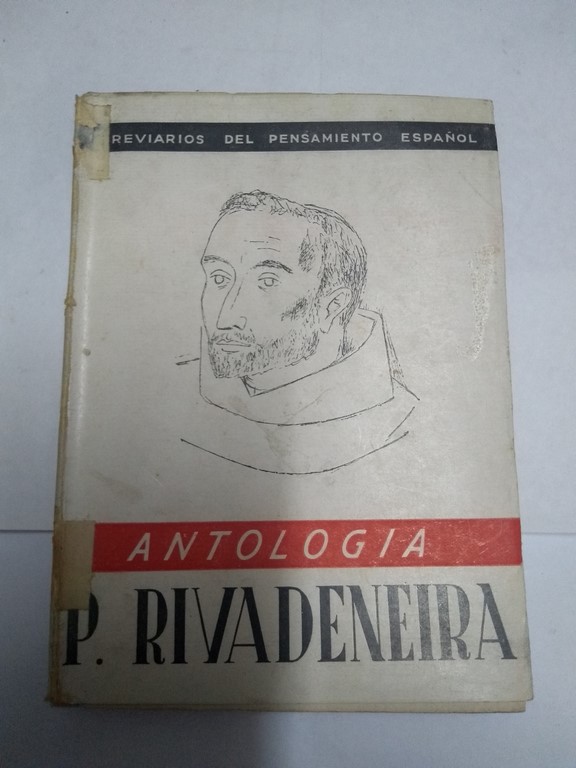 REVIARIOS DEL PENSAMIENTO ESPAÑOL
ANTOLOGIA
P. RIVADENEIRA